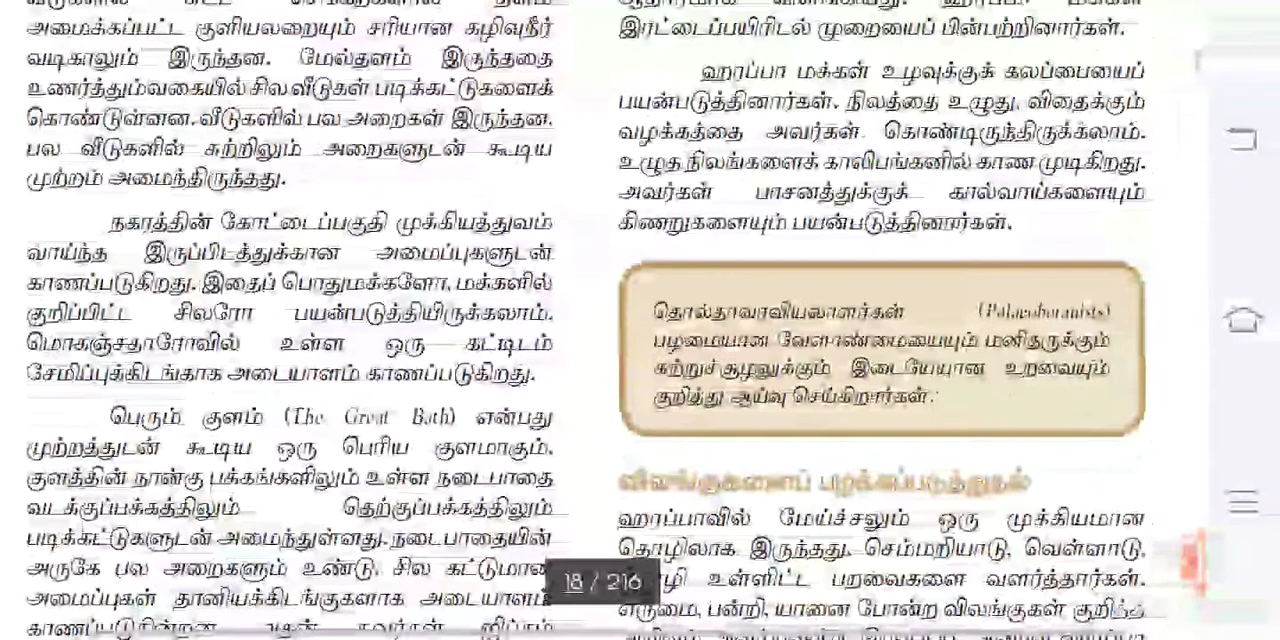 அமைக்கப்பட்ட குளியலறையும் சரியான கழிவுநீர்
வடிகாலும் இருந்தன. மேல்தளம் இருந்ததை
உணர்த்தும்வகையில் சில வீடுகள் படிக்கட்டுகளைக்
கொண்டுள்ளன. வீடுகளில் பல அறைகள் இருந்தன.
பல வீடுகளில் சுற்றிலும் அறைகளுடன் கூடிய
முற்றம் அமைந்திருந்தது.
நகரத்தின் கோட்டைப்பகுதி முக்கியத்துவம்
வாய்ந்த இருப்பிடத்துக்கான அமைப்புகளுடன்
காணப்படுகிறது. இதைப் பொதுமக்களோ, மக்களில்
குறிப்பிட்ட சிலரோ பயன்படுத்தியிருக்கலாம்.
மொகஞ்சதாரோவில் உள்ள ஒரு கட்டிடம்
சேமிப்புக்கிடங்காக அடையாளம் காணப்படுகிறது.
பெரும் குளம் (The Great Bath) என்பது
முற்றத்துடன் கூடிய ஒரு பெரிய குளமாகும்.
குளத்தின் நான்கு பக்கங்களிலும் உள்ள நடைபாதை
வடக்குப்பக்கத்திலும் தெற்குப்பக்கத்திலும்
படிக்கட்டுகளுடன் அமைந்துள்ளது. நடைபாதையின்
அருகே பல அறைகளும் உண்டு. சில கட்டுமான
அமைப்புகள் தானியக்கிடங்குகளாக அடையாளம்
இரட்டைப்பயிரிடல் முறையைப் பின்பற்றினார்கள்.
ஹரப்பா மக்கள் உழவுக்குக் கலப்பையைப்
பயன்படுத்தினார்கள். நிலத்தை உழுது, விதைக்கும்
வழக்கத்தை அவர்கள் கொண்டிருந்திருக்கலாம்.
உழுத நிலங்களைக் காலிபங்கனில் காண முடிகிறது.
அவர்கள் பாசனத்துக்குக் கால்வாய்களையும்
கிணறுகளையும் பயன்படுத்தினார்கள்.
தொல்தாவரவியலாளர்கள் (Palaeobotanists)
பழமையான வேளாண்மையையும் மனிதருக்கும்
சுற்றுச்சூழலுக்கும் இடையேயான உறவையும்
குறித்து ஆய்வு செய்கிறார்கள்.
விலங்குகளைப் பழக்கப்படுத்துதல்
ஹரப்பாவில் மேய்ச்சலும் ஒரு முக்கியமான
தொழிலாக இருந்தது. செம்மறியாடு, வெள்ளாடு,
உள்ளிட்ட பறவைகளை வளர்த்தார்கள்.
எருமை, பன்றி, யானை போன்ற விலங்குகள் குறித்த
18 / 216